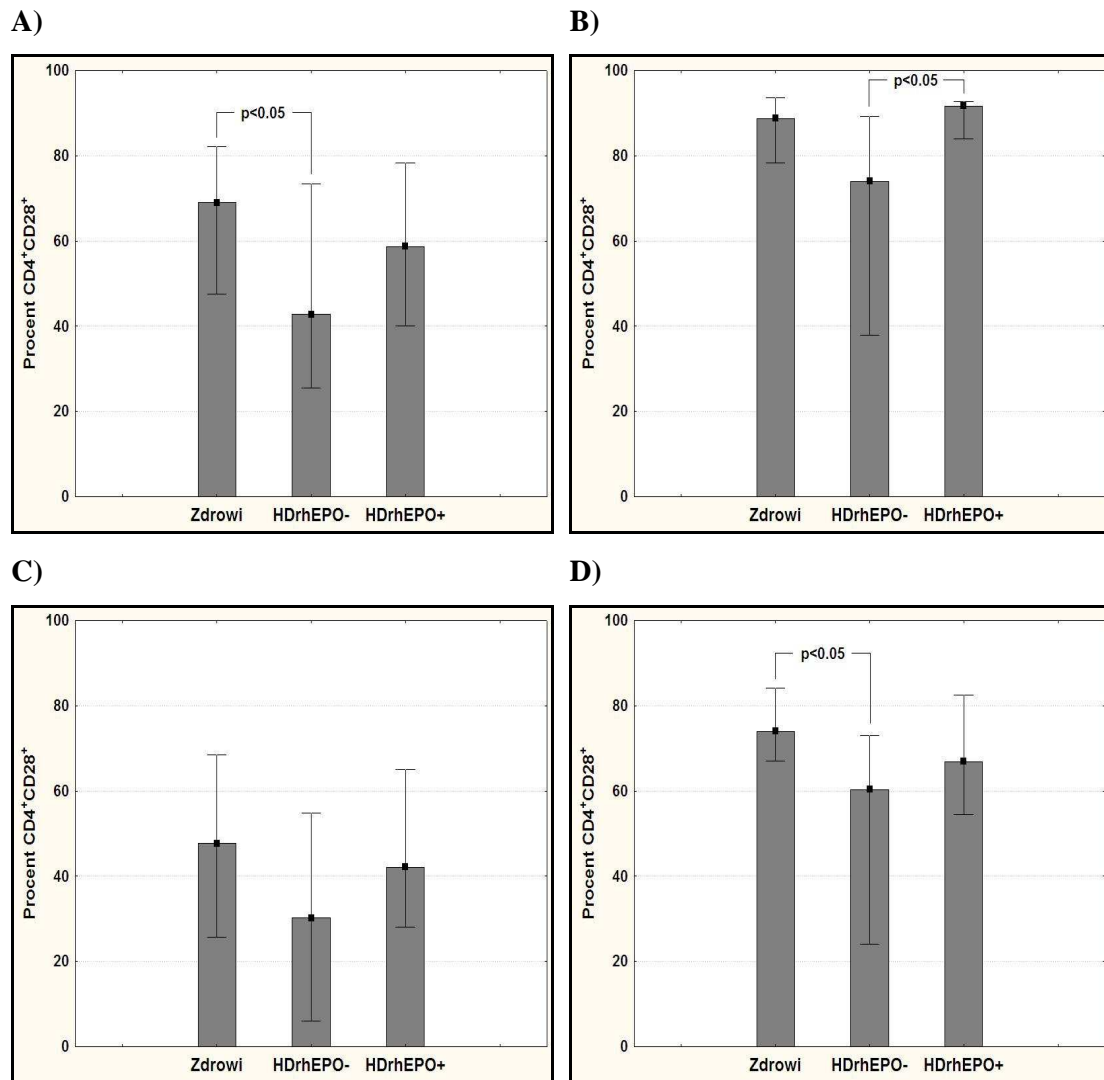 A)
100
80
60
40
20
0
Procent CD4⁺CD28⁺
p<0.05
Zdrowi HDrhEPO- HDrhEPO+
B)
100
80
60
40
20
0
Procent CD4⁺CD28⁺
p<0.05
Zdrowi HDrhEPO- HDrhEPO+
C)
100
80
60
40
20
0
Procent CD4⁺CD28⁺
Zdrowi HDrhEPO- HDrhEPO+
D)
100
80
60
40
20
0
Procent CD4⁺CD28⁺
p<0.05
Zdrowi HDrhEPO- HDrhEPO+